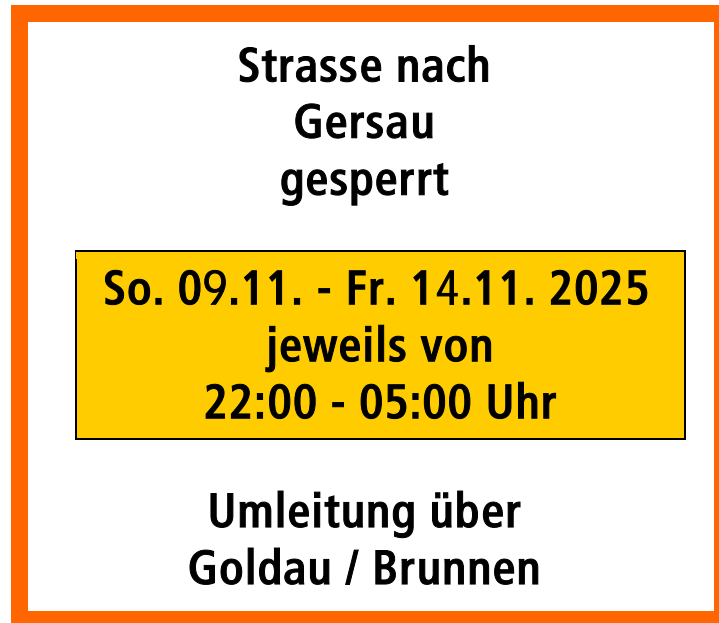 Strasse nach
Gersau
gesperrt
So. 09.11. - Fr. 14.11. 2025
jeweils von
22:00 - 05:00 Uhr
Umleitung über
Goldau / Brunnen